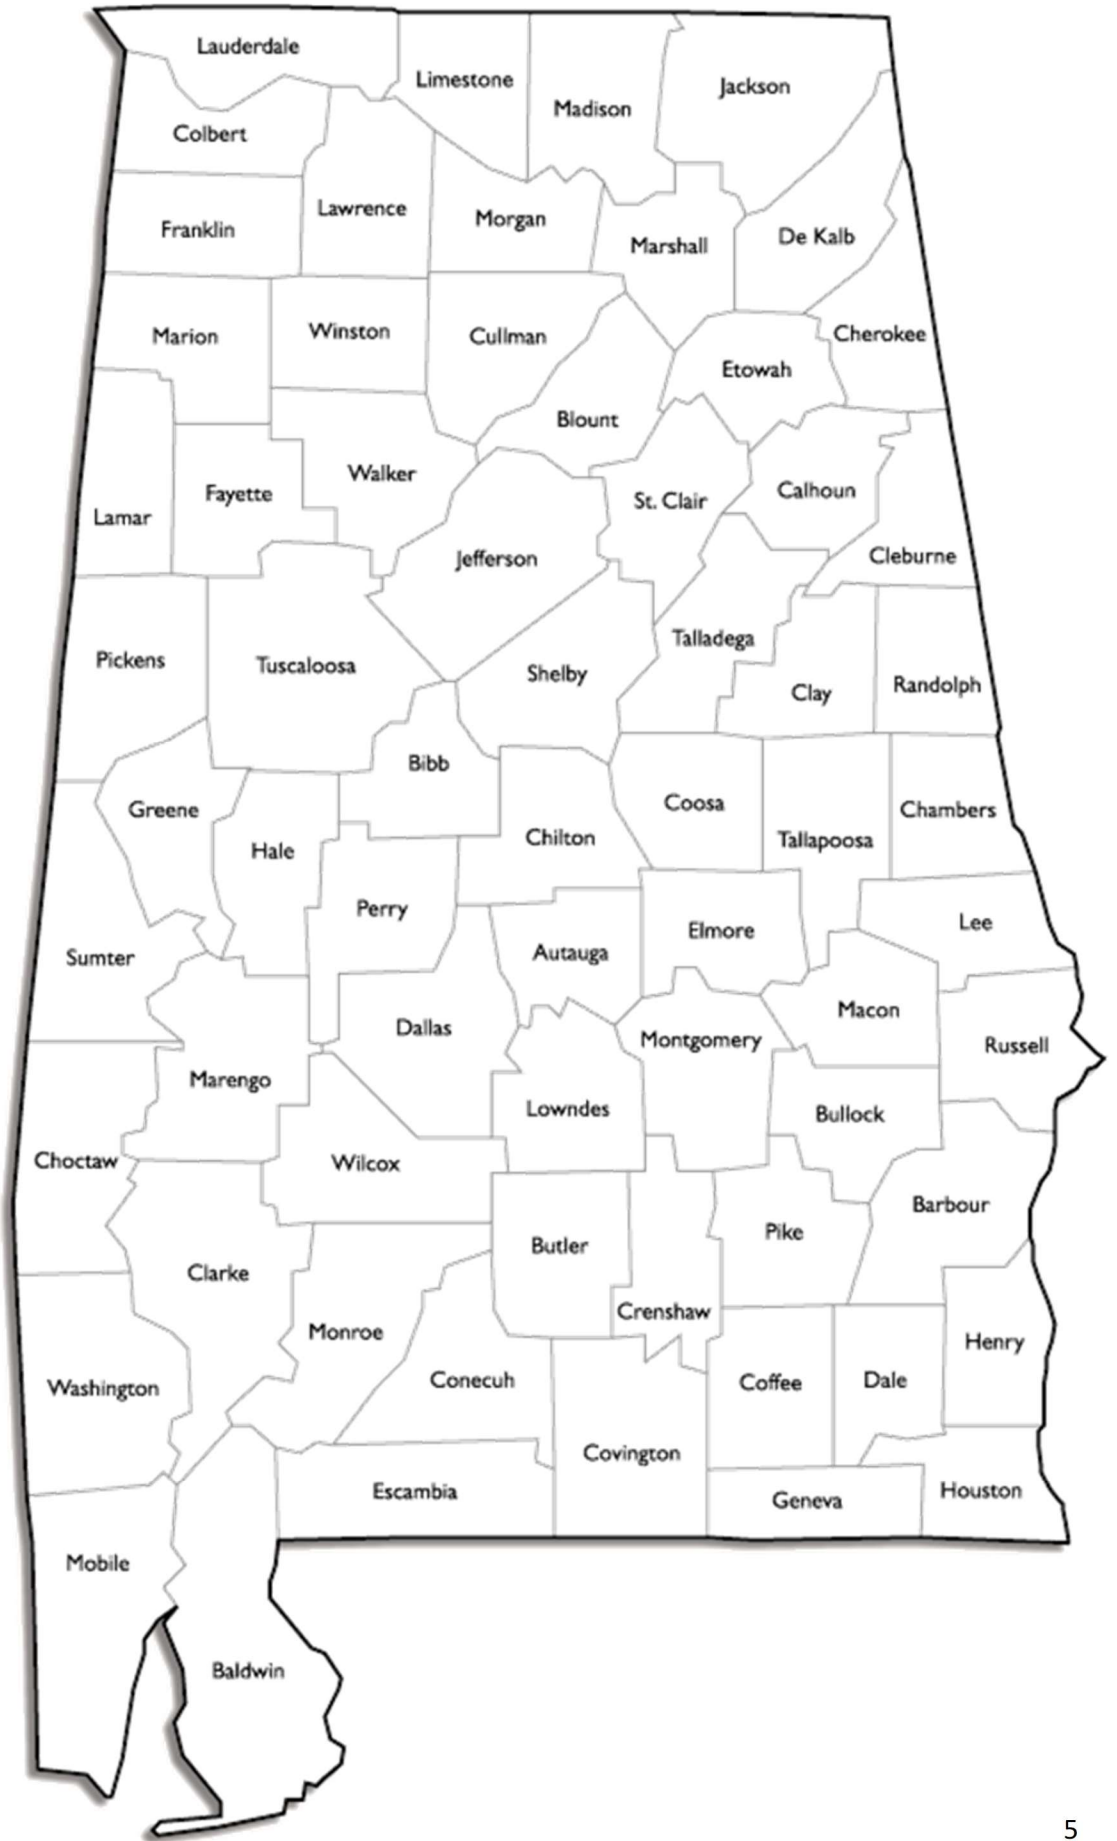 Lauderdale
Limestone
Madison
Jackson
Colbert
Lawrence
Franklin
Morgan
Marshall
De Kalb
Marion
Winston
Cullman
Cherokee
Etowah
Blount
Walker
Fayette
Lamar
St. Clair
Calhoun
Jefferson
Cleburne
Pickens
Tuscaloosa
Shelby
Talladega
Clay
Randolph
Bibb
Greene
Hale
Chilton
Coosa
Tallapoosa
Chambers
Perry
Sumter
Autauga
Elmore
Lee
Dallas
Montgomery
Macon
Russell
Marengo
Lowndes
Bullock
Choctaw
Wilcox
Barbour
Butler
Pike
Clarke
Crenshaw
Monroe
Henry
Washington
Conecuh
Coffee
Dale
Covington
Escambia
Geneva
Houston
Mobile
Baldwin
5